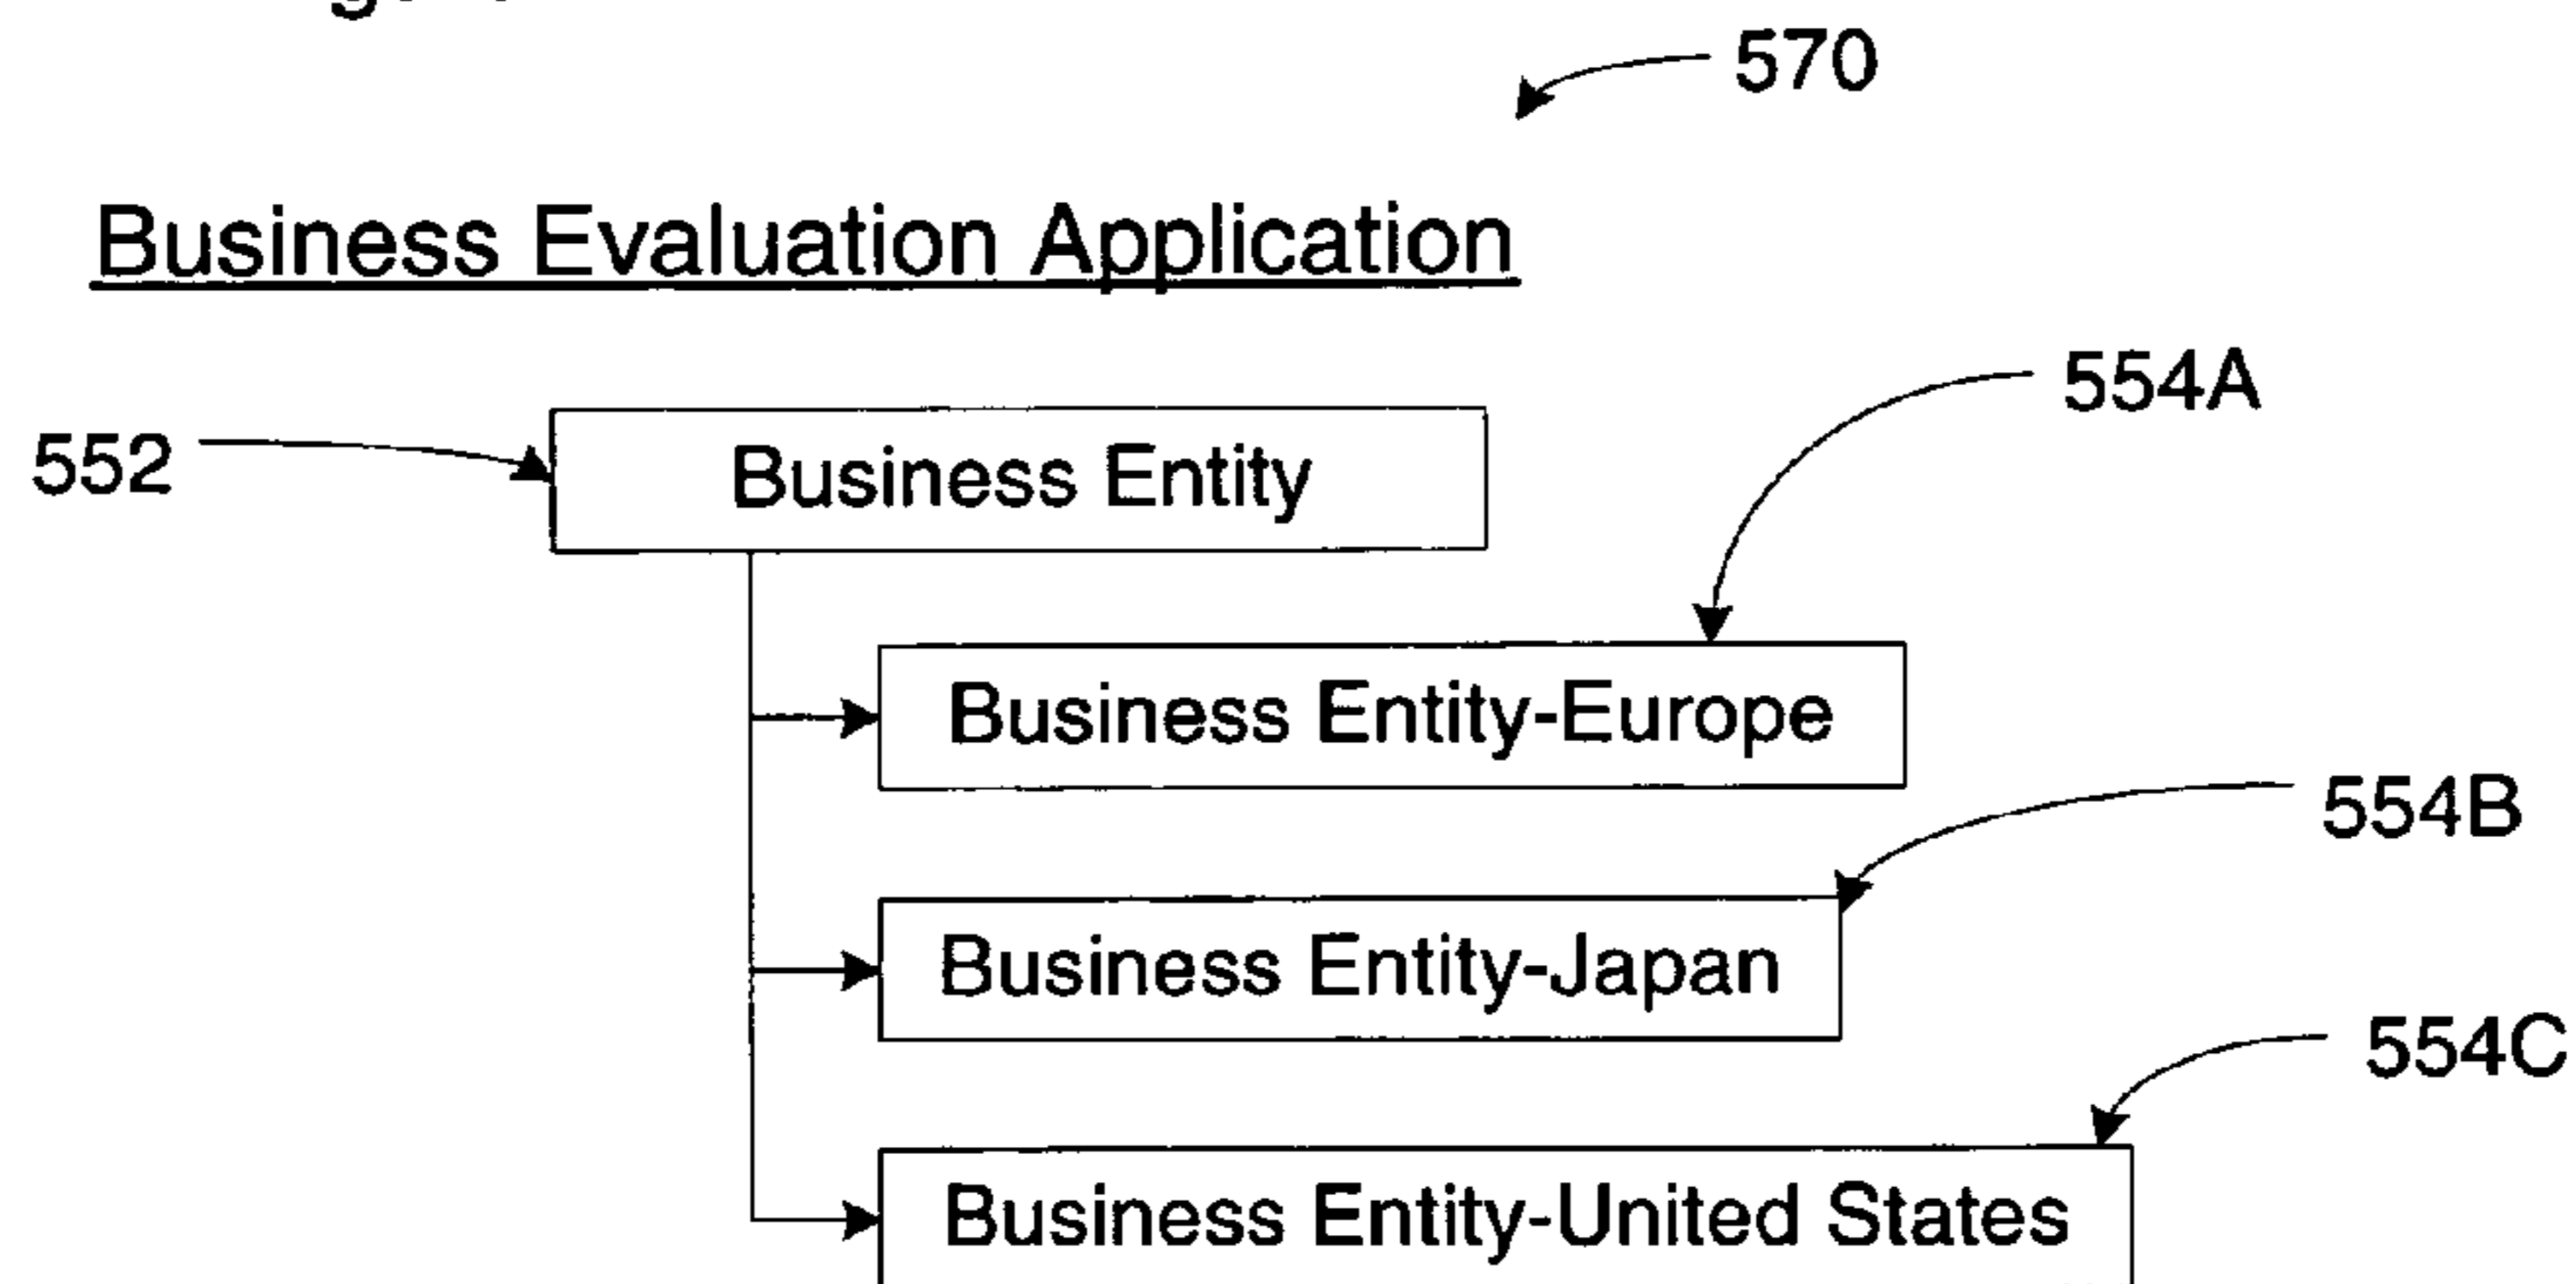 570
Business Evaluation Application
554A
552
Business Entity
Business Entity-Europe
554B
Business Entity-Japan
554C
Business Entity-United States